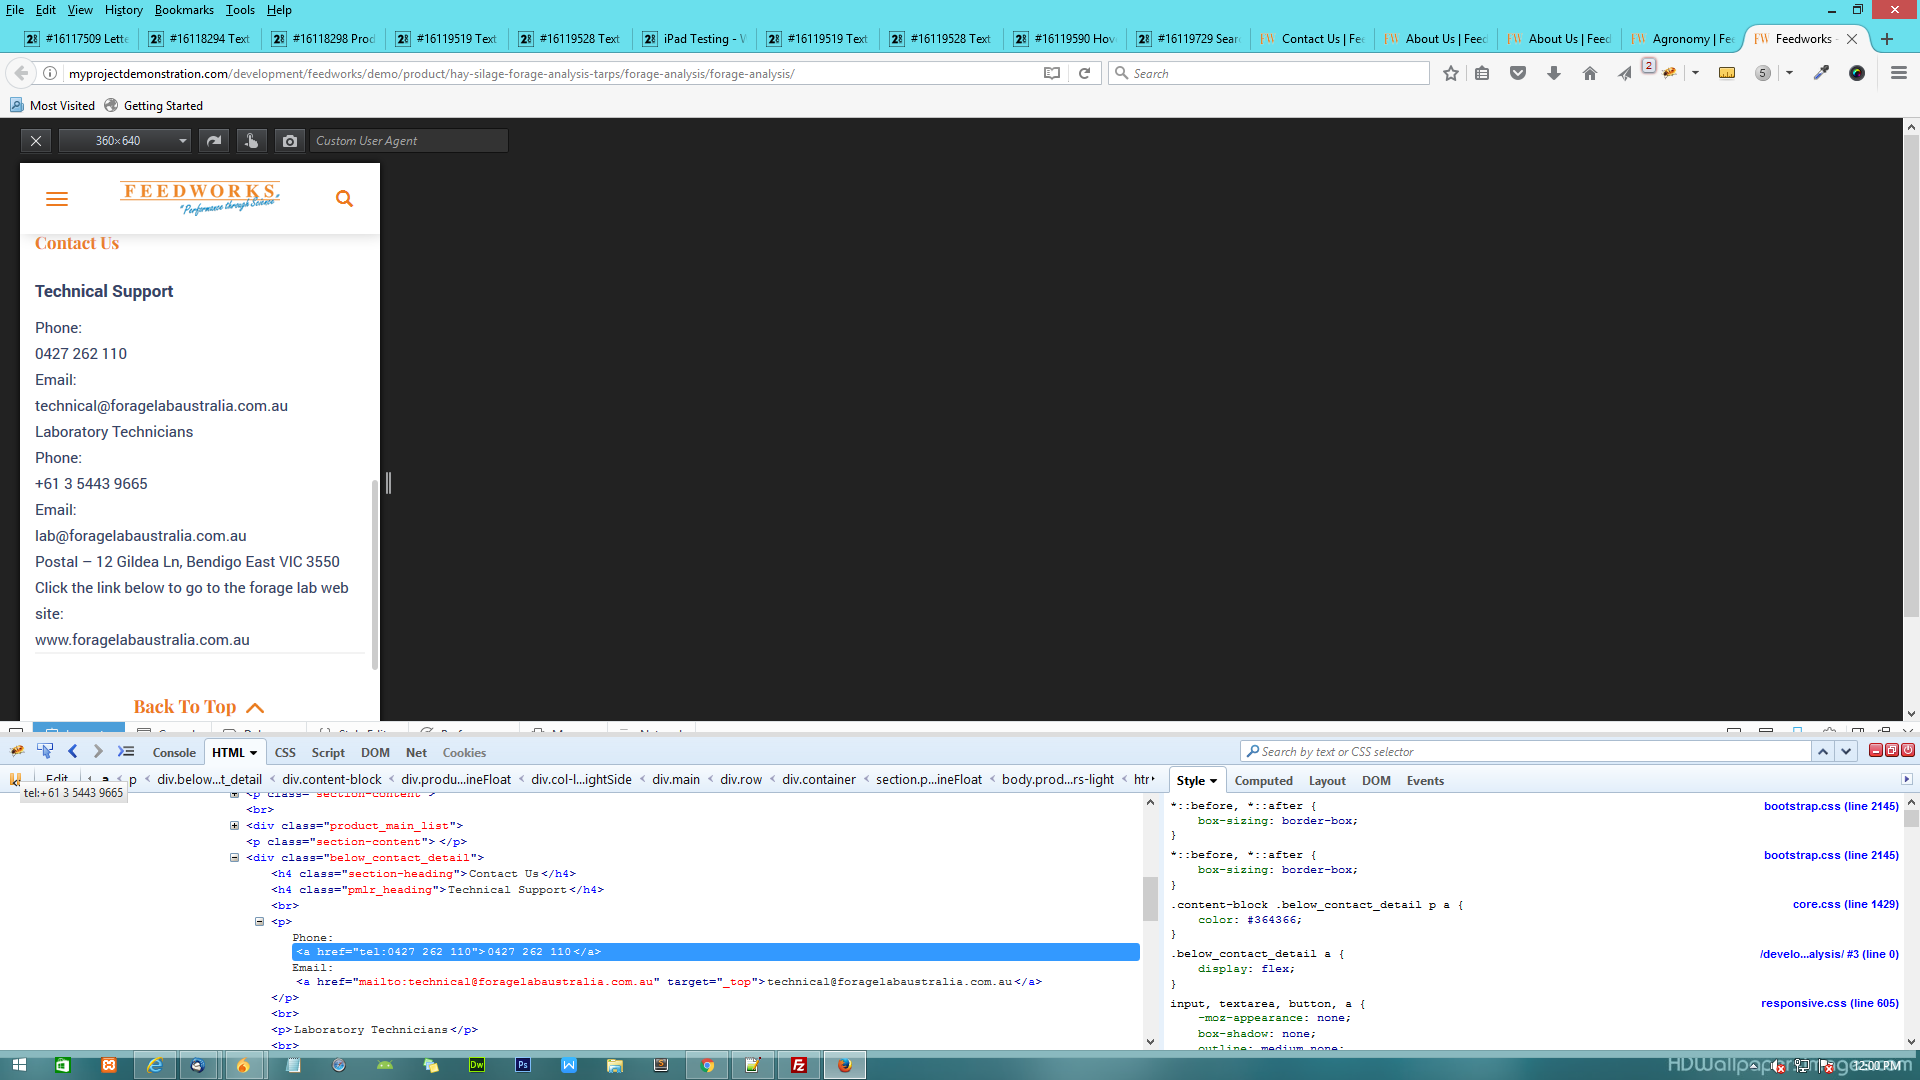 File Edit View History Bookmarks Tools Help
#16117509 Lette #16118294 Text #16118298 Prod #16119519 Text #16119528 Text iPad Testing - #16119519 Text #16119528 Text #16119590 Hov #16119729 Sear Contact Us | Fee About Us | Feed About Us | Feed Agronomy | Fee Feedworks -
myprojectdemonstration.com/development/feedworks/demo/product/hay-silage-forage-analysis-tarps/forage-analysis/forage-analysis/ Search 2 5
Most Visited Getting Started
360×640 Custom User Agent
FEEDWORKS.
"Performance through Science"
Contact Us
Technical Support
Phone:
0427 262 110
Email:
technical@foragelabaustralia.com.au
Laboratory Technicians
Phone:
+61 3 5443 9665
Email:
lab@foragelabaustralia.com.au
Postal – 12 Gildea Ln, Bendigo East VIC 3550
Click the link below to go to the forage lab web
site:
www.foragelabaustralia.com.au
Back To Top
Console HTML CSS Script DOM Net Cookies Search by text or CSS selector
Edit a p div.below...t_detail div.content-block div.produ...ineFloat div.col-l...ightSide div.main div.row div.container section.p...ineFloat body.prod...rs-light htr Style Computed Layout DOM Events
tel:+61 3 5443 9665
<p class="section-content">
<br>
<div class="product_main_list">
<p class="section-content"> </p>
<div class="below_contact_detail">
<h4 class="section-heading">Contact Us</h4>
<h4 class="pmlr_heading">Technical Support</h4>
<br>
<p>
Phone:
<a href="tel:0427 262 110">0427 262 110</a>
Email:
<a href="mailto:technical@foragelabaustralia.com.au" target="_top">technical@foragelabaustralia.com.au</a>
</p>
<br>
<p>Laboratory Technicians</p>
<br>
*::before, *::after { bootstrap.css (line 2145)
box-sizing: border-box;
}
*::before, *::after { bootstrap.css (line 2145)
box-sizing: border-box;
}
.content-block .below_contact_detail p a { core.css (line 1429)
color: #364366;
}
.below_contact_detail a { /develo...alysis/ #3 (line 0)
display: flex;
}
input, textarea, button, a { responsive.css (line 605)
-moz-appearance: none;
box-shadow: none;
outline: medium none;
Dw Ps W Fz HDWallpapersimages.com 12:00 PM